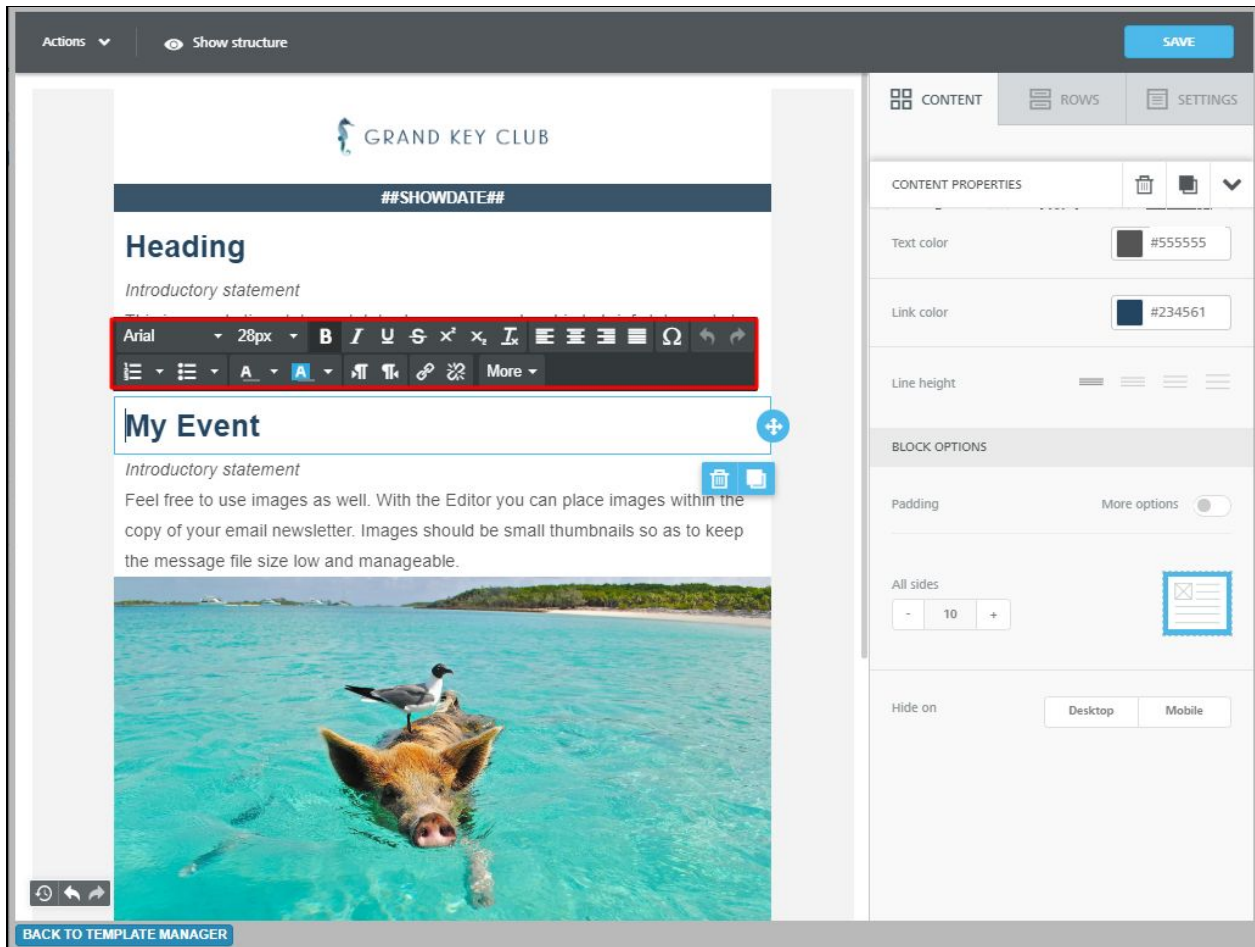 Actions
Show structure
SAVE
GRAND KEY CLUB
##SHOWDATE##
Heading
Introductory statement
Arial 28px B I U S x² x₂ Ix Ω
A A More
My Event
Introductory statement
Feel free to use images as well. With the Editor you can place images within the
copy of your email newsletter. Images should be small thumbnails so as to keep
the message file size low and manageable.
BACK TO TEMPLATE MANAGER
CONTENT
ROWS
SETTINGS
CONTENT PROPERTIES
Text color
#555555
Link color
#234561
Line height
BLOCK OPTIONS
Padding
More options
All sides
- 10 +
Hide on
Desktop
Mobile